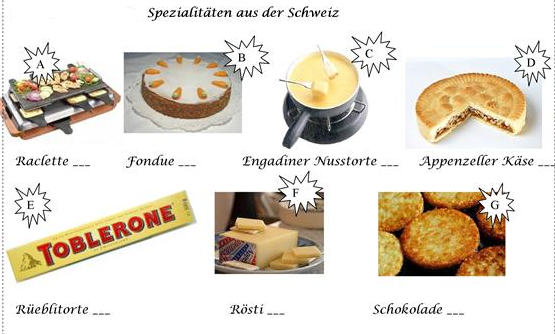 Spezialitäten aus der Schweiz
A
B
C
D
Raclette ___ Fondue ___ Engadiner Nusstorte ___ Appenzeller Käse ___
E
F
G
TOBLERONE
Rüeblitorte ___ Rösti ___ Schokolade ___